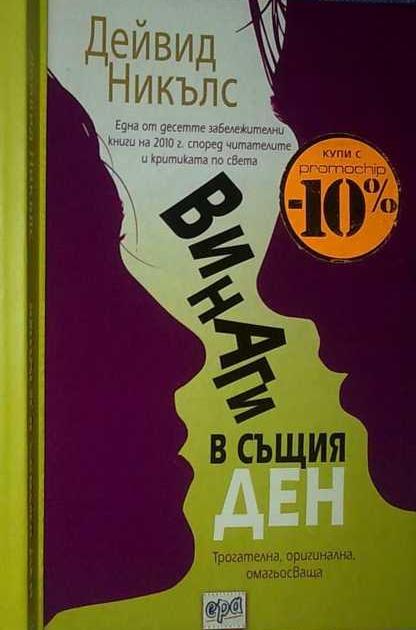 Дейвид
Никълс
Една от десетте забележителни
книги на 2010 г. според читателите
и критиката по света
КУПИ С
promochip
-10%
ВИНАГИ
В СЪЩИЯ
ДЕН
Трогателна, оригинална,
омагьосваща
ера